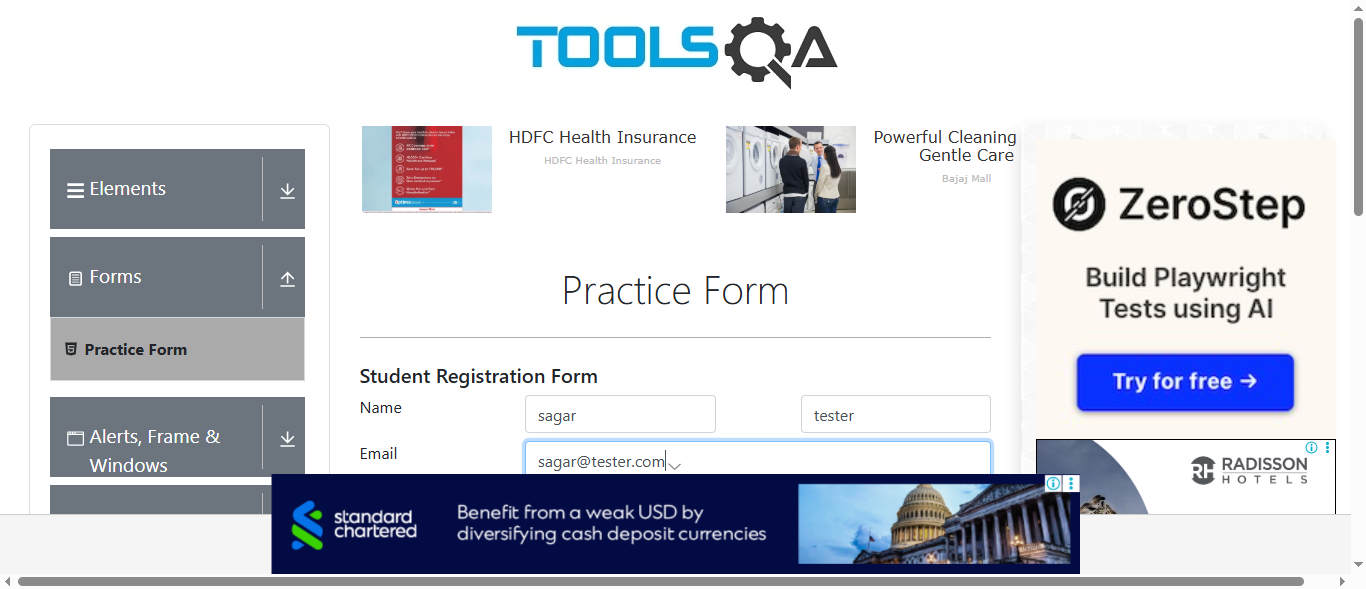 TOOLSQA
HDFC Health Insurance
HDFC Health Insurance
Powerful Cleaning
Gentle Care
Bajaj Mall
Elements
Forms
Practice Form
Alerts, Frame &
Windows
Practice Form
Student Registration Form
Name
sagar
tester
Email
sagar@tester.com
ZeroStep
Build Playwright
Tests using AI
Try for free →
RH RADISSON
HOTELS
standard
chartered
Benefit from a weak USD by
diversifying cash deposit currencies